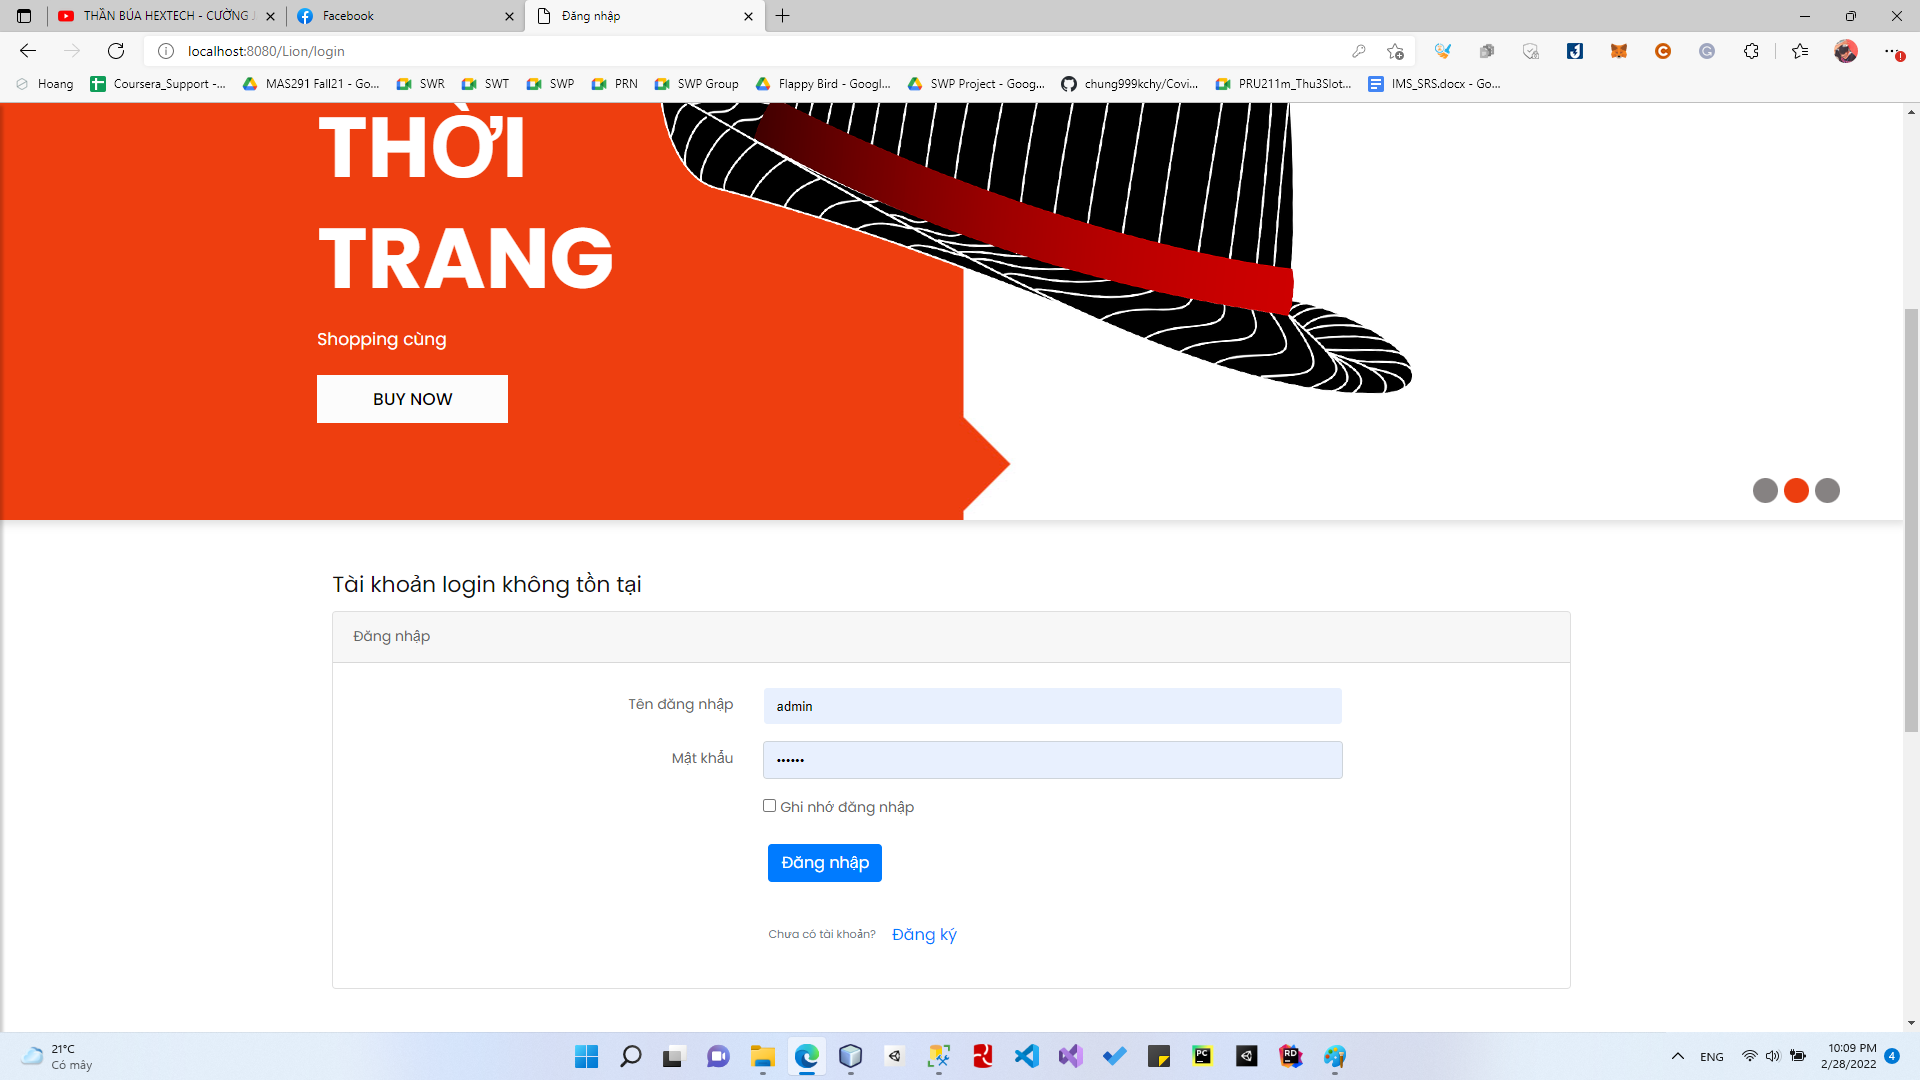 THẦN BÚA HEXTECH - CƯỜNG
Facebook
Đăng nhập
localhost:8080/Lion/login
Hoang
Coursera_Support -...
MAS291 Fall21 - Go...
SWR
SWT
SWP
PRN
SWP Group
Flappy Bird - Googl...
SWP Project - Goog...
chung999kchy/Covi...
PRU211m_Thu3Slot...
IMS_SRS.docx - Go...
THỜI
TRANG
Shopping cùng
BUY NOW
Tài khoản login không tồn tại
Đăng nhập
Tên đăng nhập
admin
Mật khẩu
••••••
Ghi nhớ đăng nhập
Đăng nhập
Chưa có tài khoản? Đăng ký
21°C
Có mây
PC
RD
ENG
10:09 PM
2/28/2022
4